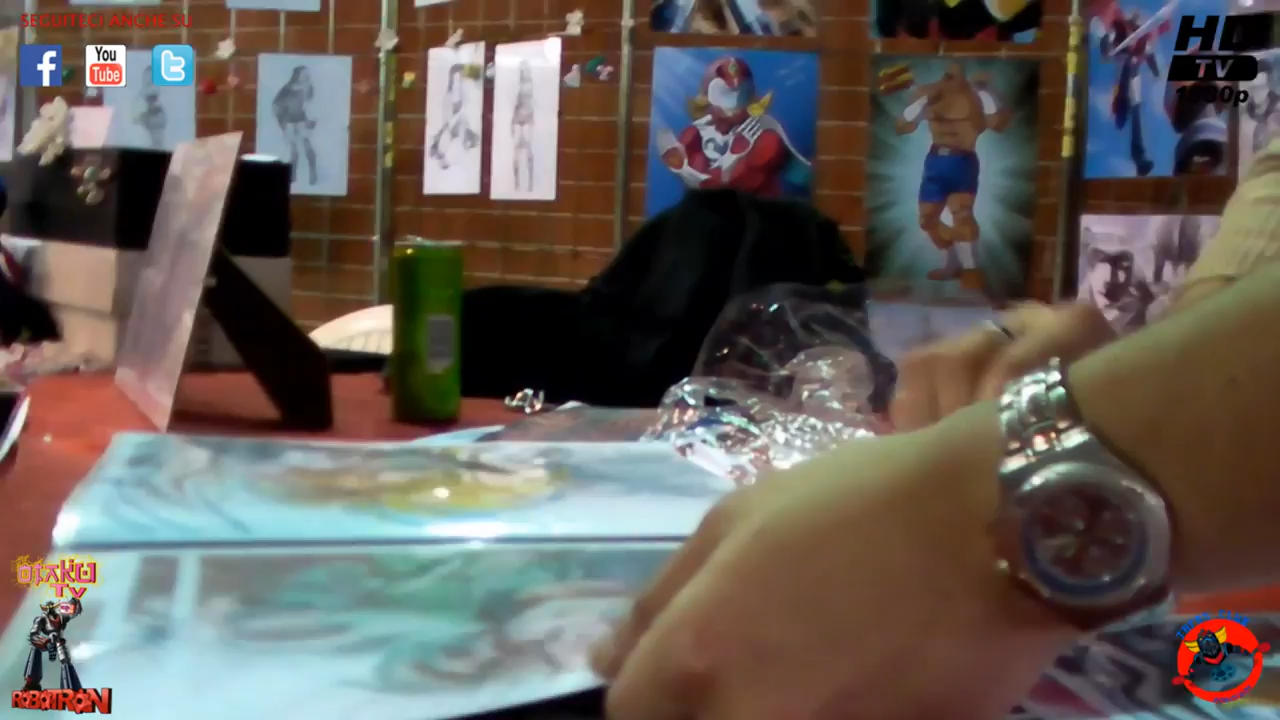 SEGUITECI ANCHE SU
f
You
Tube
HD
TV
1080p
OTAKU
TV
ROBOTRON